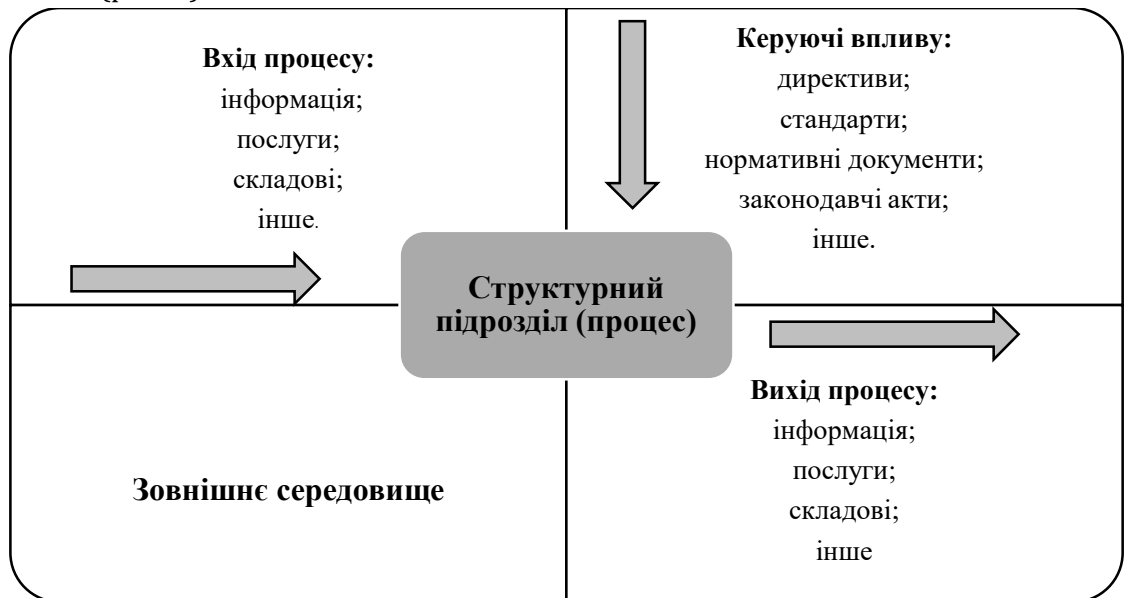 Вхід процесу:
інформація;
послуги;
складові;
інше.
Керуючі впливу:
директиви;
стандарти;
нормативні документи;
законодавчі акти;
інше.
Структурний
підрозділ (процес)
Зовнішнє середовище
Вихід процесу:
інформація;
послуги;
складові;
інше